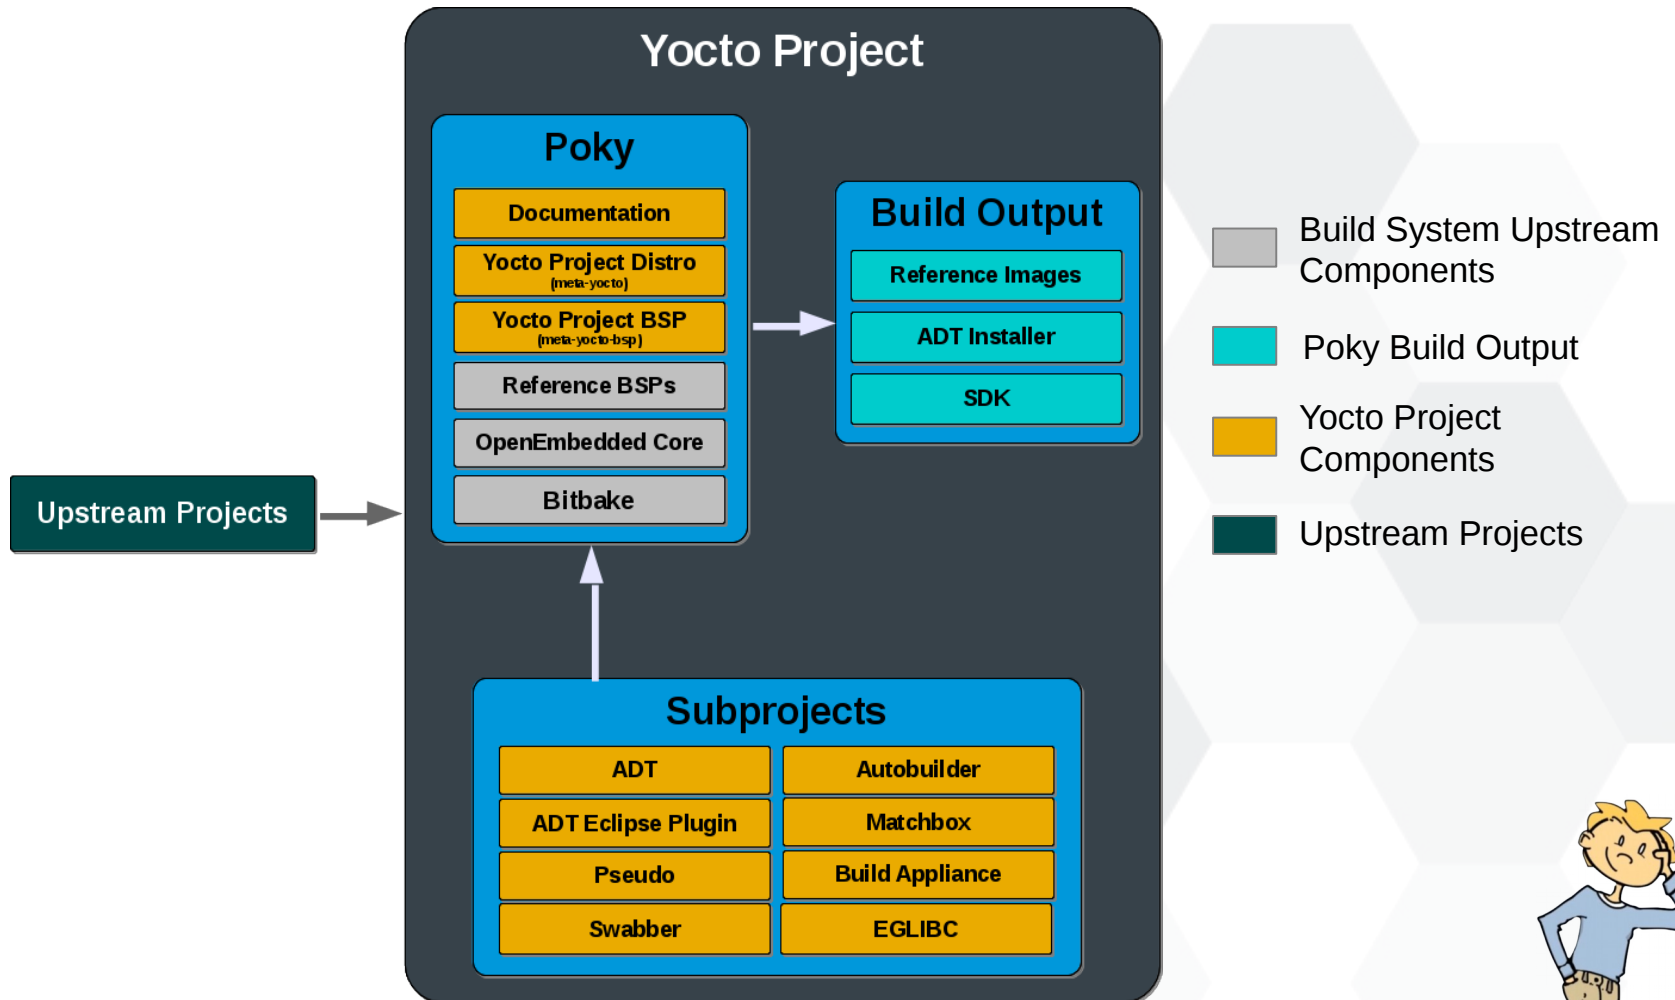 Yocto Project
Poky
Documentation
Yocto Project Distro
(meta-yocto)
Yocto Project BSP
(meta-yocto-bsp)
Reference BSPs
OpenEmbedded Core
Bitbake
Build Output
Reference Images
ADT Installer
SDK
Upstream Projects
Subprojects
ADT
Autobuilder
ADT Eclipse Plugin
Matchbox
Pseudo
Build Appliance
Swabber
EGLIBC
Build System Upstream
Components
Poky Build Output
Yocto Project
Components
Upstream Projects